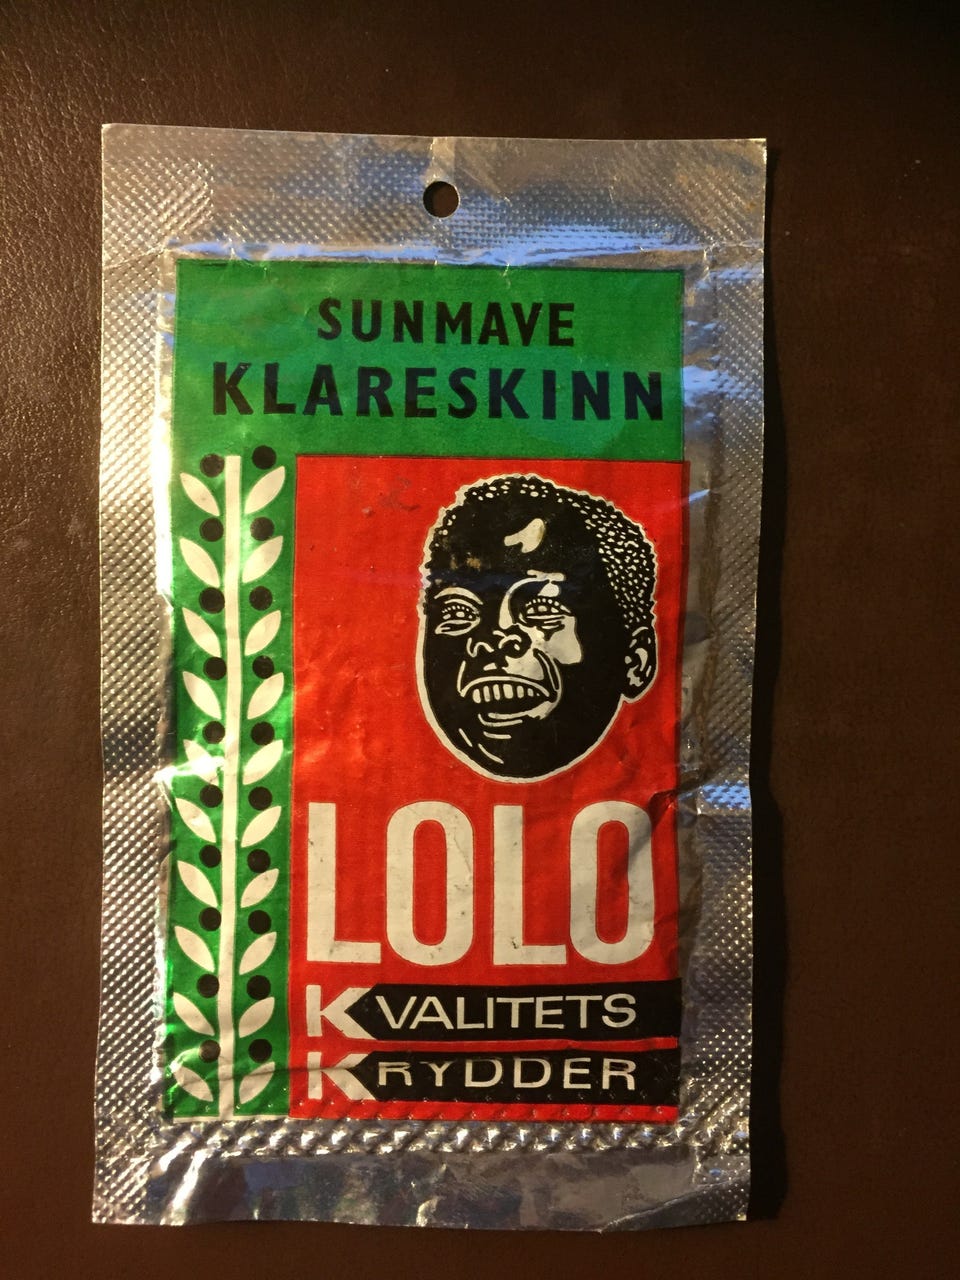 SUNMAVE
KLARESKINN
LOLO
KVALITETS
KRYDDER